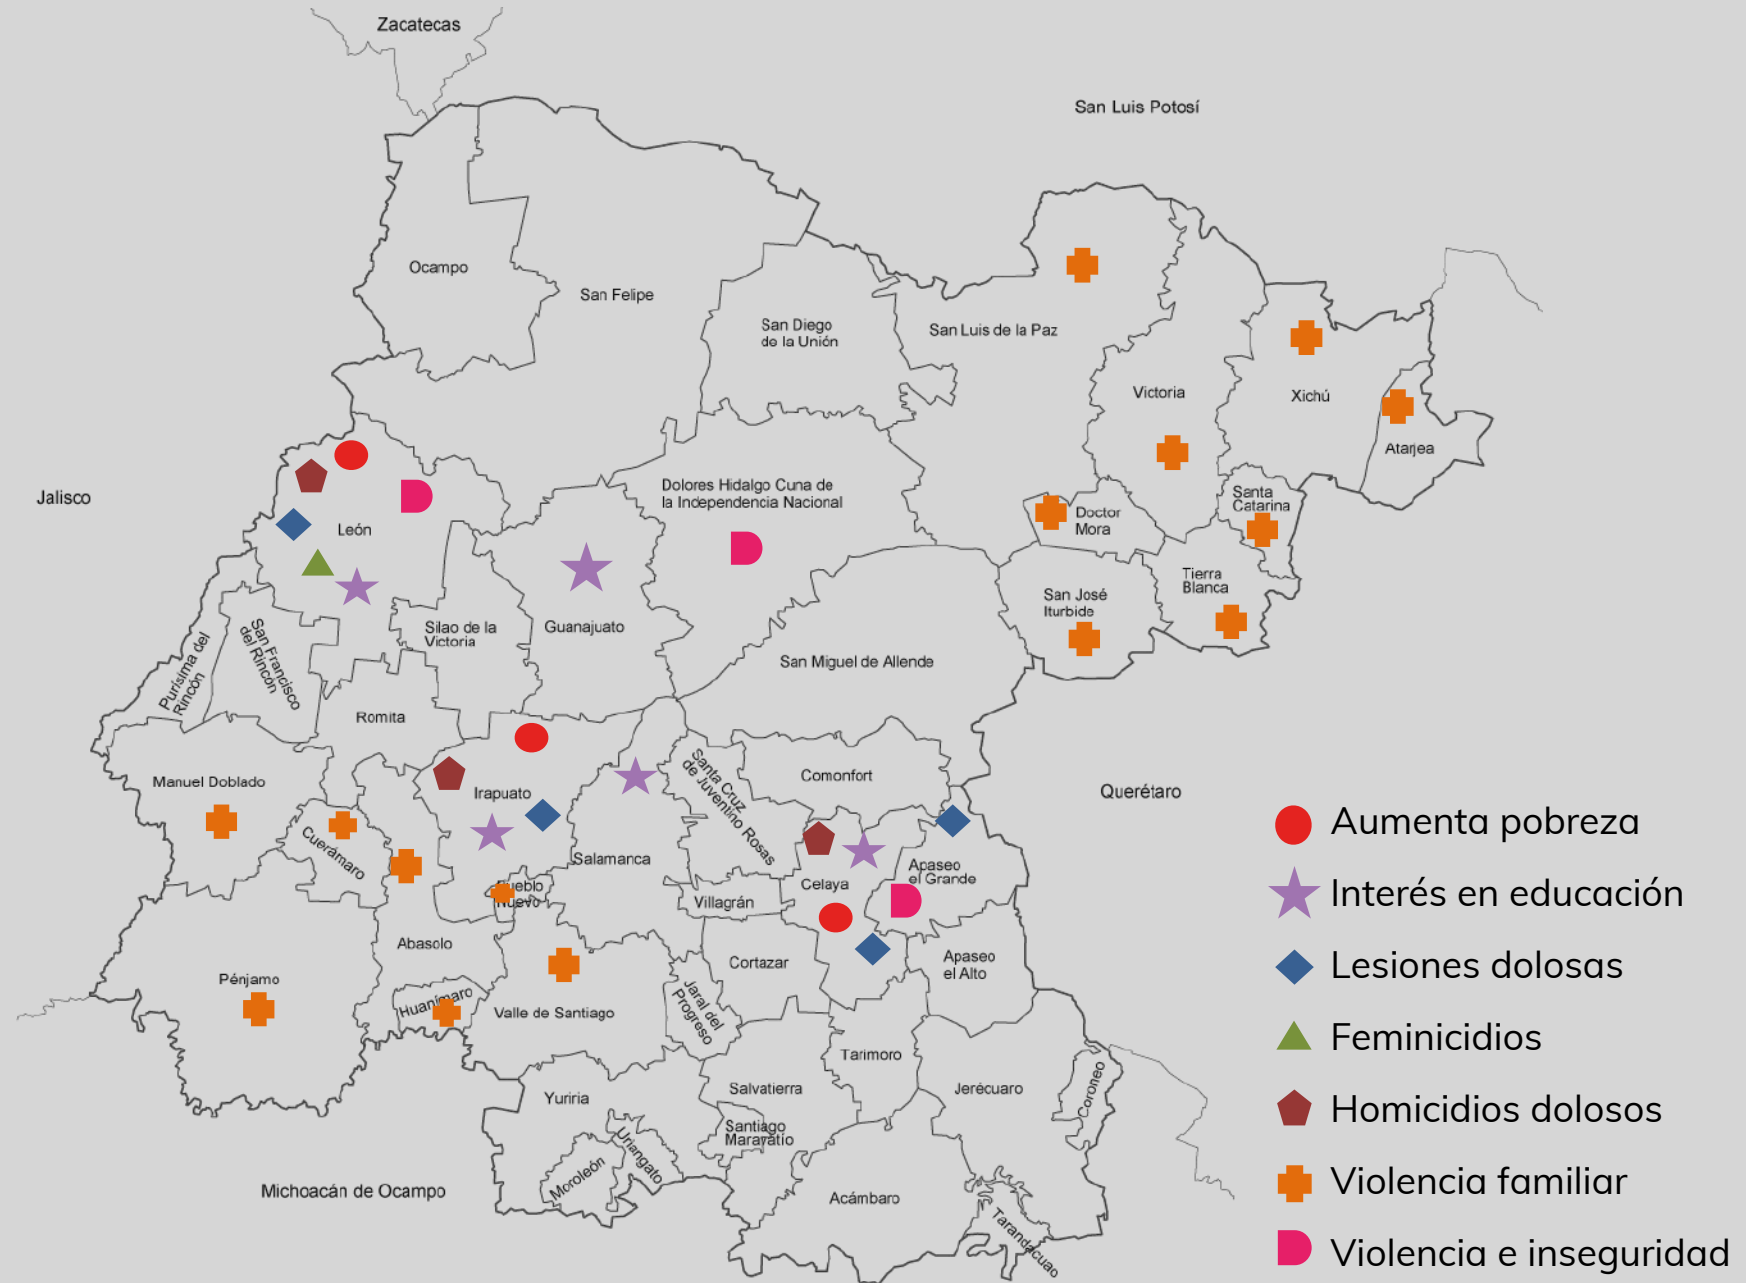 Zacatecas
San Luis Potosí
Ocampo
San Felipe
San Diego
de la Unión
San Luis de la Paz
Victoria
Xichú
Atarjea
Jalisco
León
Dolores Hidalgo Cuna de
la Independencia Nacional
Doctor
Mora
Santa
Catarina
Tierra
Blanca
San José
Iturbide
Purísima del
Rincón
San Francisco
del Rincón
Silao de la
Victoria
Guanajuato
San Miguel de Allende
Romita
Manuel Doblado
Cuerámaro
Irapuato
Salamanca
Santa Cruz
de Juventino Rosas
Comonfort
Querétaro
Celaya
Apaseo
el Grande
Pueblo
Nuevo
Villagrán
Abasolo
Pénjamo
Huanímaro
Valle de Santiago
Jaral del
Progreso
Cortazar
Apaseo
el Alto
Tarimoro
Salvatierra
Jerécuaro
Coroneo
Yuriria
Santiago
Maravatío
Uriangato
Moroleón
Michoacán de Ocampo
Acámbaro
Tarandacuao
Aumenta pobreza
Interés en educación
Lesiones dolosas
Feminicidios
Homicidios dolosos
Violencia familiar
Violencia e inseguridad